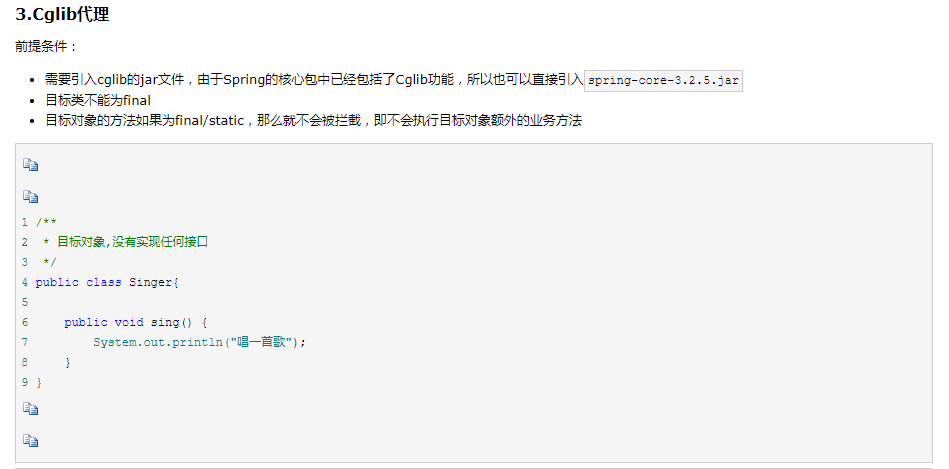 3.Cglib代理
前提条件：
需要引入cglib的jar文件，由于Spring的核心包中已经包括了Cglib功能，所以也可以直接引入spring-core-3.2.5.jar
目标类不能为final
目标对象的方法如果为final/static，那么就不会被拦截，即不会执行目标对象额外的业务方法
1 /**
2  * 目标对象,没有实现任何接口
3  */
4 public class Singer{
5
6     public void sing() {
7         System.out.println("唱一首歌");
8     }
9 }